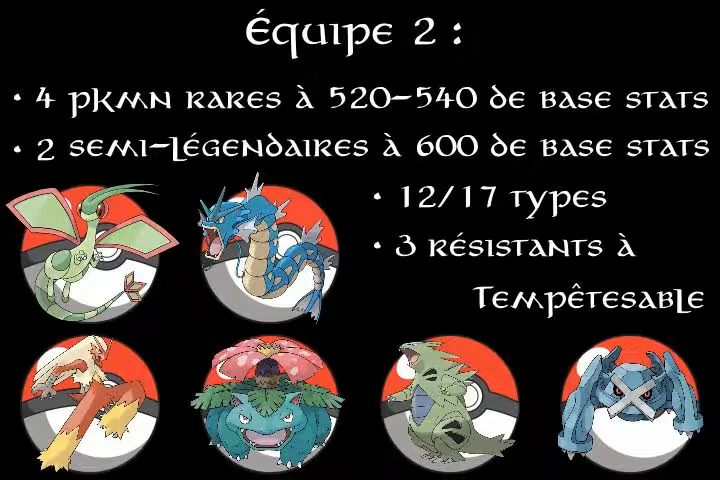 Équipe 2 :
• 4 pkmn rares à 520-540 de base stats
• 2 semi-légendaires à 600 de base stats
• 12/17 types
• 3 résistants à
Tempêtesable